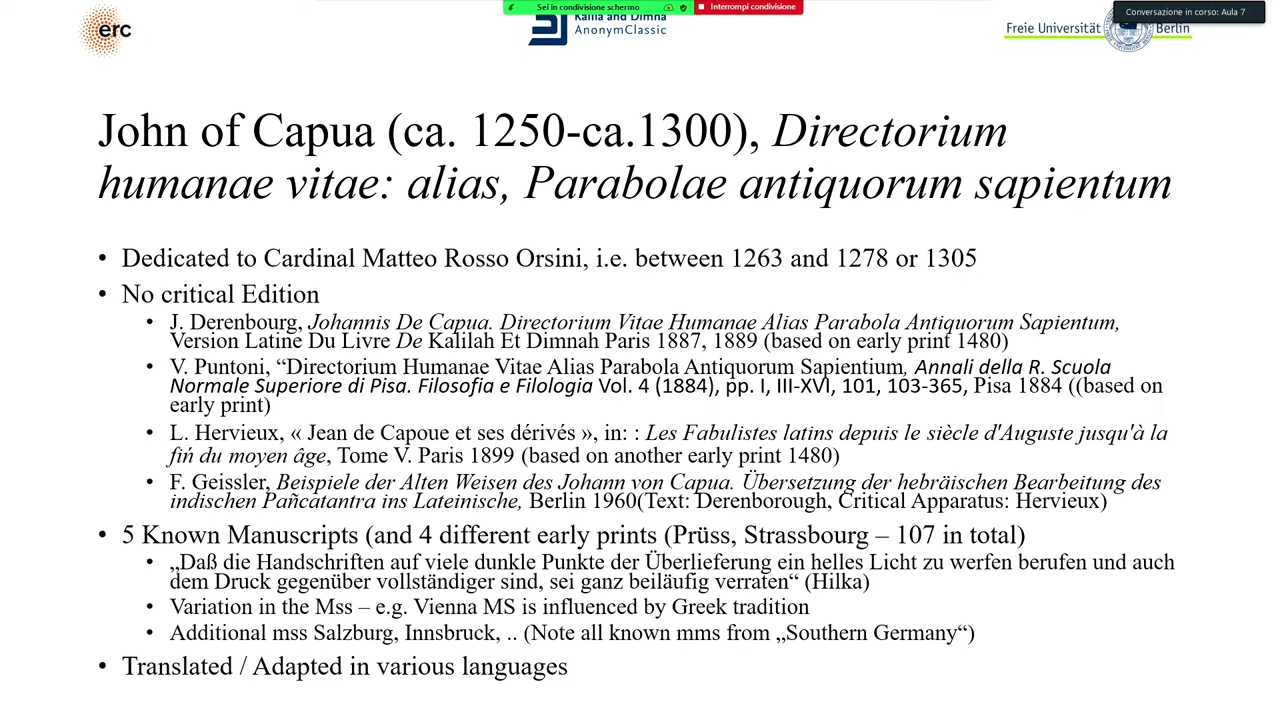 Sei in condivisione schermo
Interrompi condivisione
Conversazione in corso: Aula 7
erc
Kalila and Dimna
AnonymClassic
Freie Universität Berlin
John of Capua (ca. 1250-ca.1300), Directorium
humanae vitae: alias, Parabolae antiquorum sapientum
• Dedicated to Cardinal Matteo Rosso Orsini, i.e. between 1263 and 1278 or 1305
• No critical Edition
• J. Derenbourg, Johannis De Capua. Directorium Vitae Humanae Alias Parabola Antiquorum Sapientum,
Version Latine Du Livre De Kalilah Et Dimnah Paris 1887, 1889 (based on early print 1480)
• V. Puntoni, “Directorium Humanae Vitae Alias Parabola Antiquorum Sapientium, Annali della R. Scuola
Normale Superiore di Pisa. Filosofia e Filologia Vol. 4 (1884), pp. I, III-XVI, 101, 103-365, Pisa 1884 ((based on
early print)
• L. Hervieux, « Jean de Capoue et ses dérivés », in: : Les Fabulistes latins depuis le siècle d'Auguste jusqu'à la
fin du moyen âge, Tome V. Paris 1899 (based on another early print 1480)
• F. Geissler, Beispiele der Alten Weisen des Johann von Capua. Übersetzung der hebräischen Bearbeitung des
indischen Pañcatantra ins Lateinische, Berlin 1960(Text: Derenborough, Critical Apparatus: Hervieux)
• 5 Known Manuscripts (and 4 different early prints (Prüss, Strassbourg – 107 in total)
• „Daß die Handschriften auf viele dunkle Punkte der Überlieferung ein helles Licht zu werfen berufen und auch
dem Druck gegenüber vollständiger sind, sei ganz beiläufig verraten“ (Hilka)
• Variation in the Mss – e.g. Vienna MS is influenced by Greek tradition
• Additional mss Salzburg, Innsbruck, .. (Note all known mms from „Southern Germany“)
• Translated / Adapted in various languages